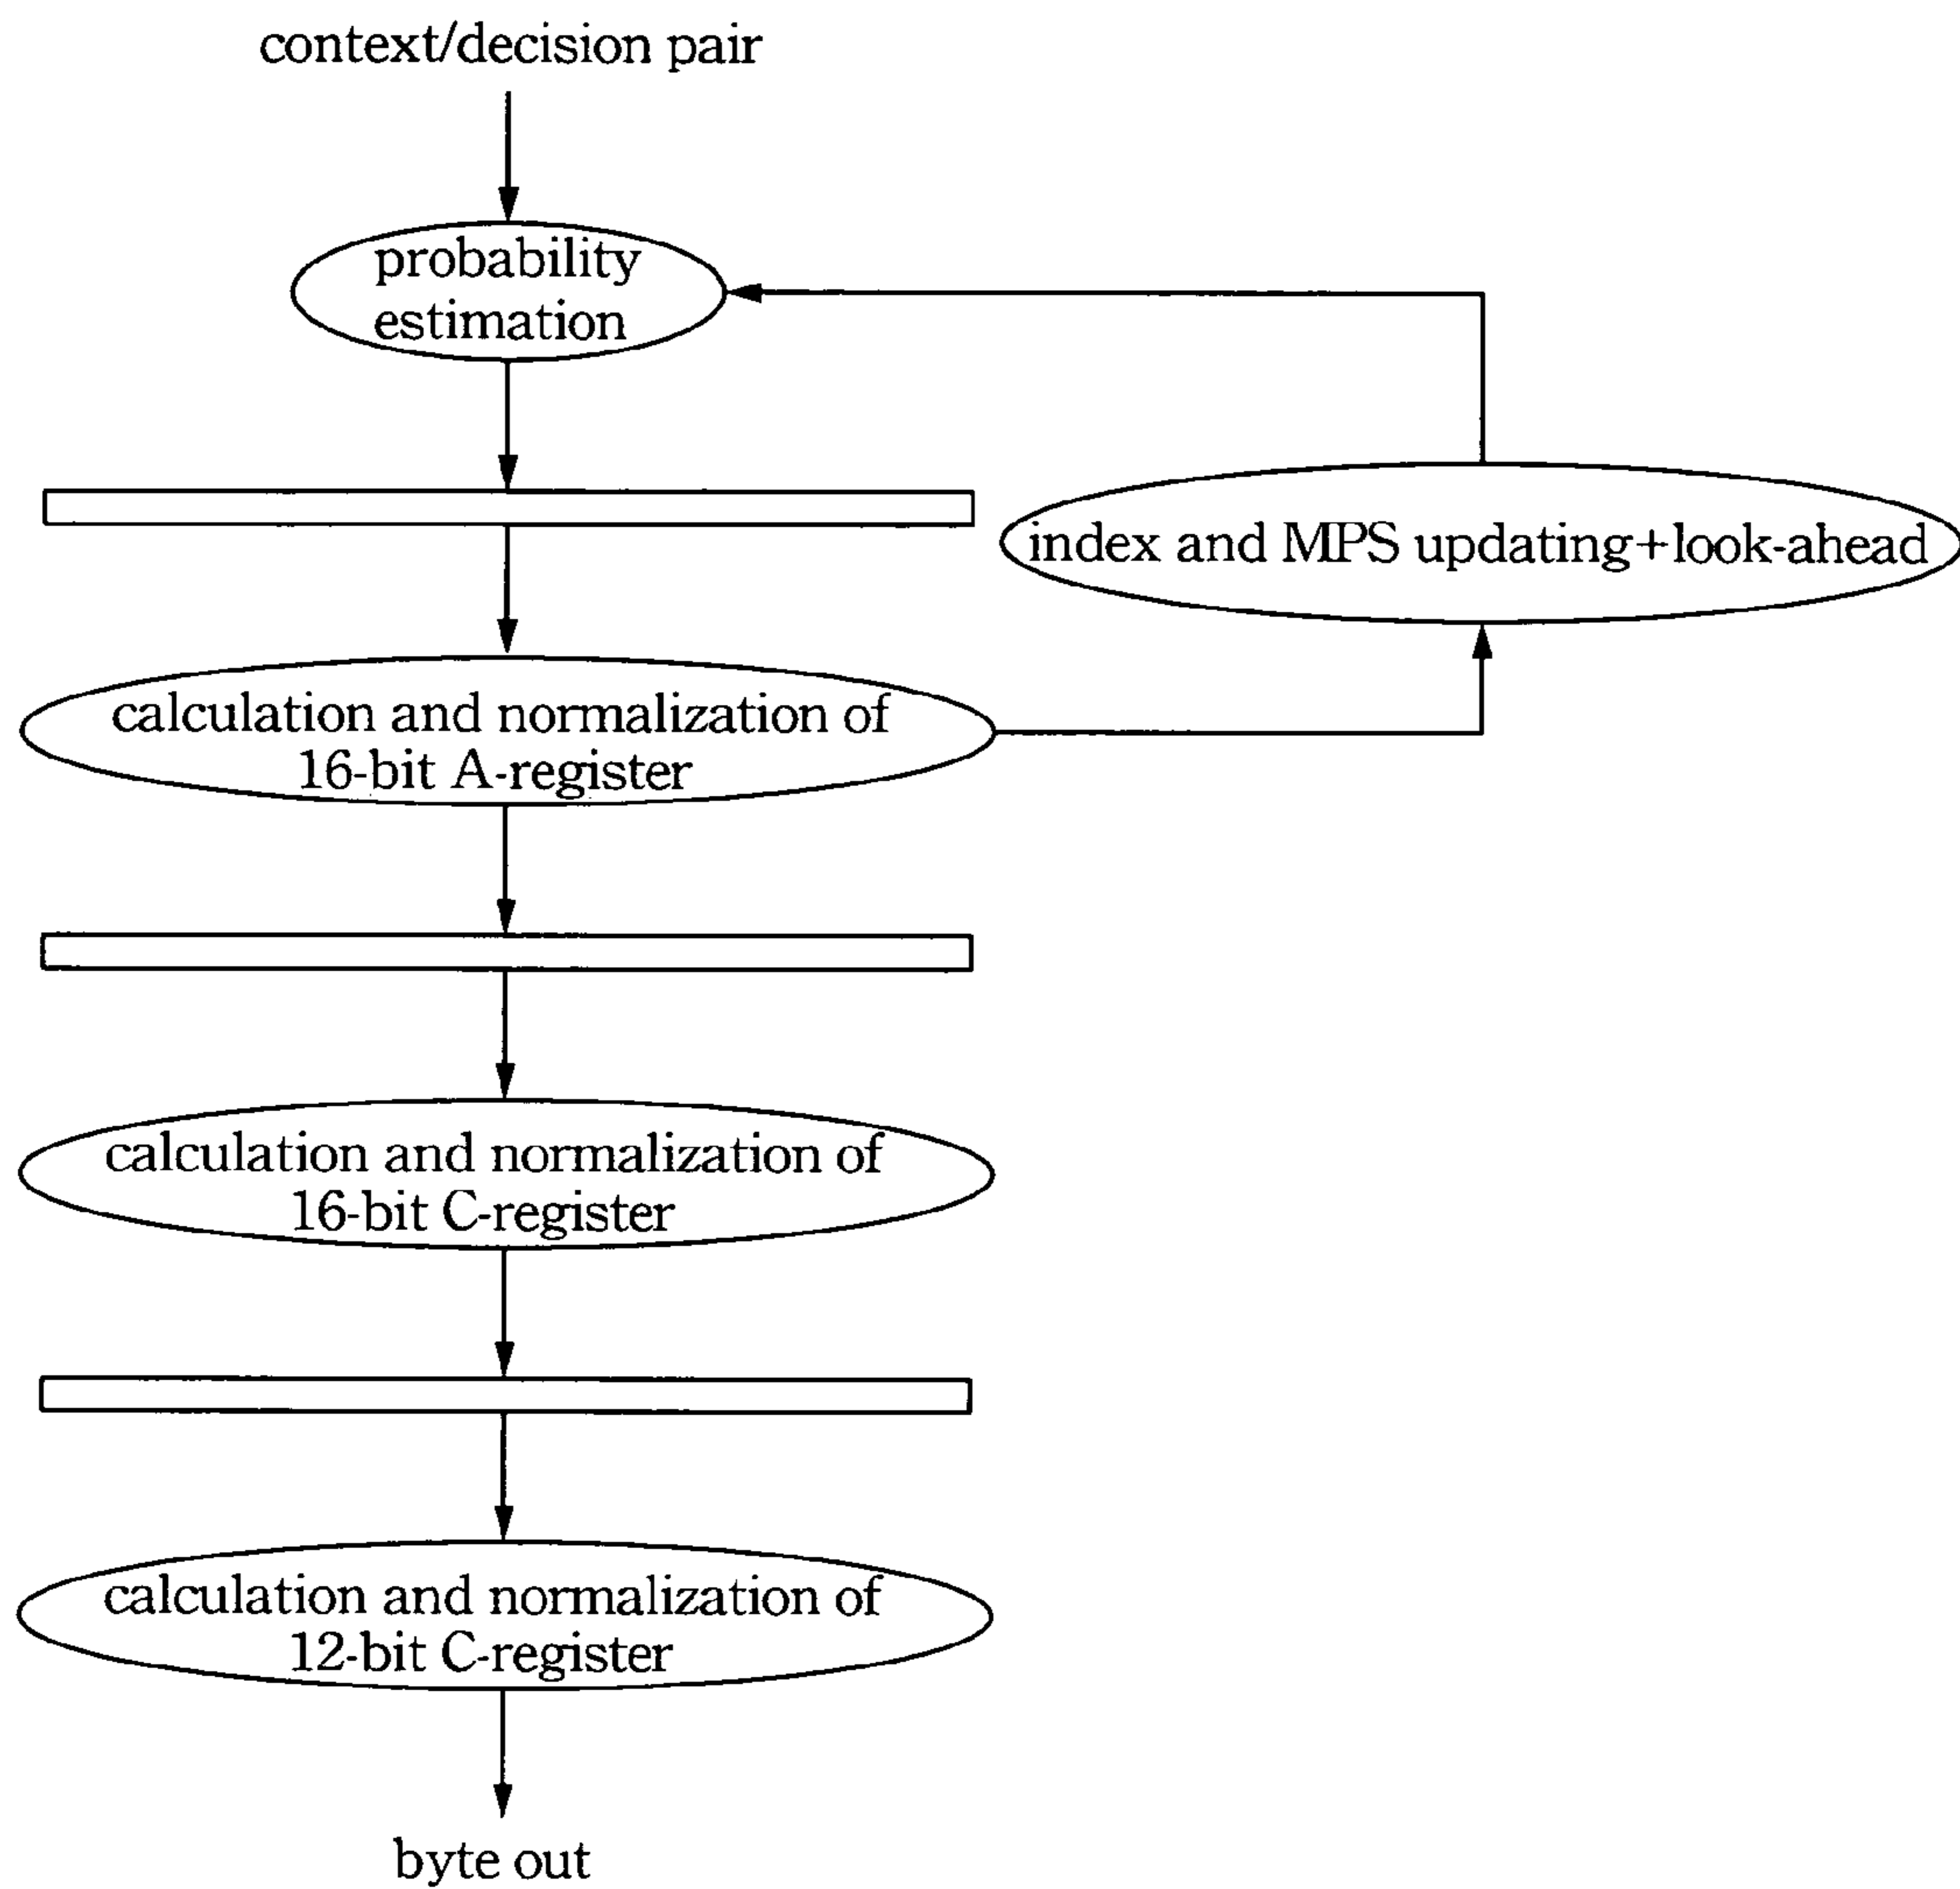 context/decision pair
probability
estimation
index and MPS updating+look-ahead
calculation and normalization of
16-bit A-register
calculation and normalization of
16-bit C-register
calculation and normalization of
12-bit C-register
byte out